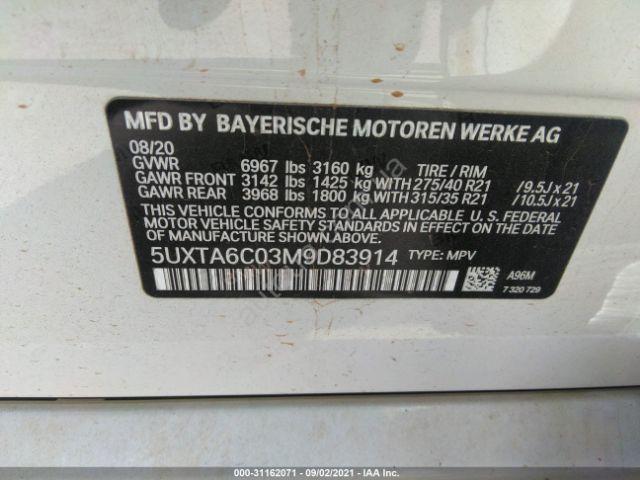 MFD BY BAYERISCHE MOTOREN WERKE AG
08/20
GVWR 6967 lbs 3160 kg TIRE / RIM
GAWR FRONT 3142 lbs 1425 kg WITH 275/40 R21 /9.5J x 21
GAWR REAR 3968 lbs 1800 kg WITH 315/35 R21 /10.5J x 21
THIS VEHICLE CONFORMS TO ALL APPLICABLE U. S. FEDERAL
MOTOR VEHICLE SAFETY STANDARDS IN EFFECT ON THE
DATE OF MANUFACTURE SHOWN ABOVE.
5UXTA6C03M9D83914 TYPE: MPV
A96M
7 320 729
000-31162071 - 09/02/2021 - IAA Inc.